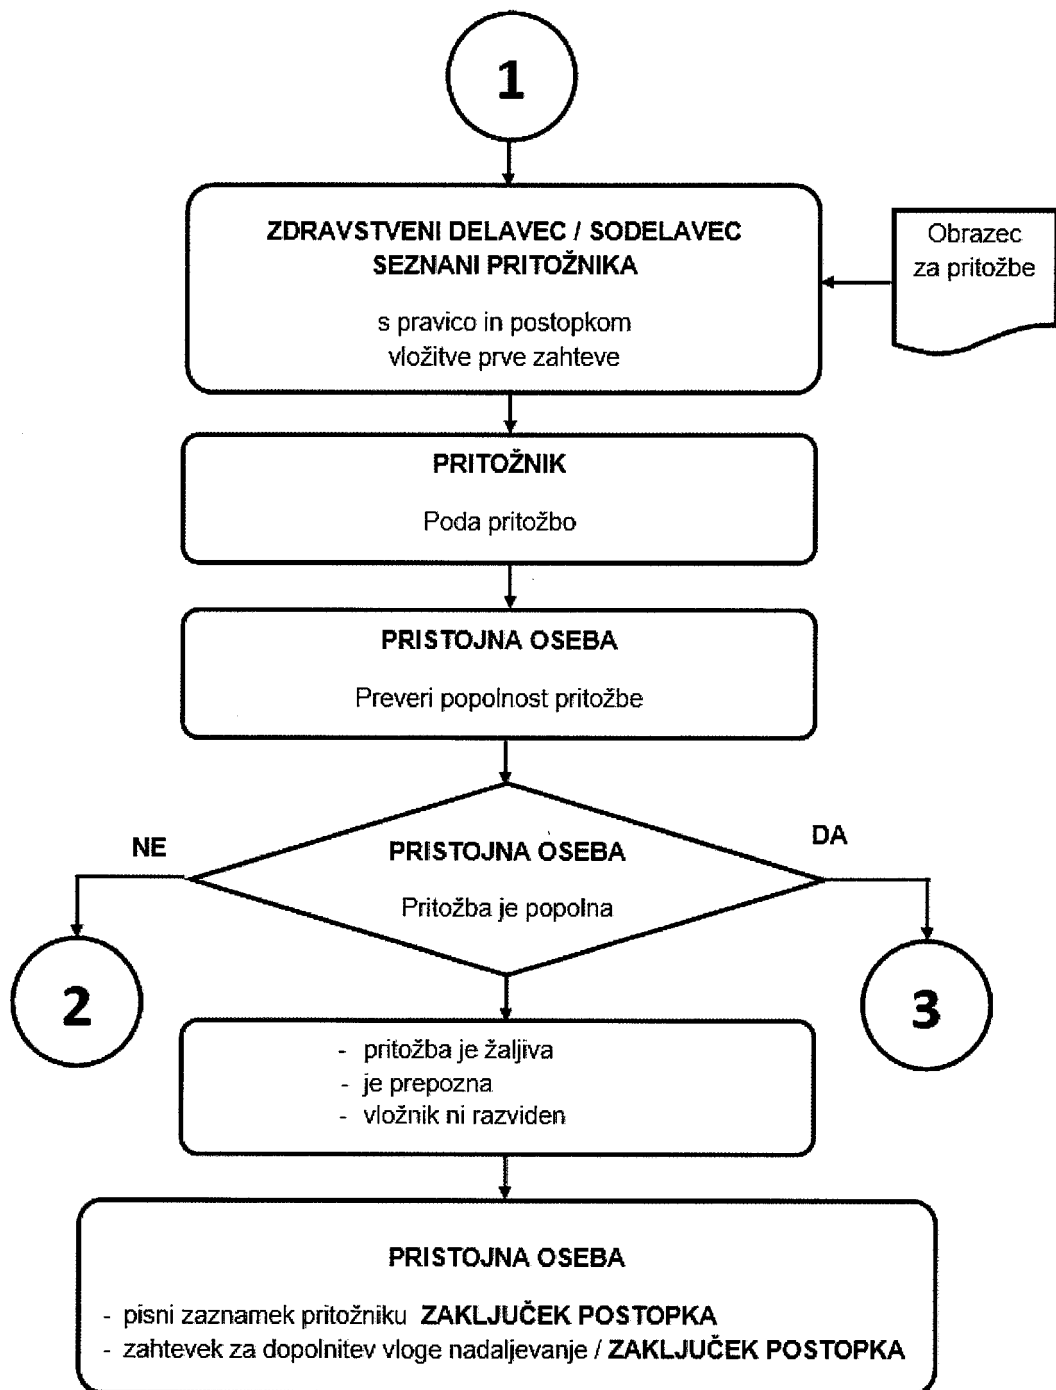 1
ZDRAVSTVENI DELAVEC / SODELAVEC
SEZNANI PRITOŽNIKA
s pravico in postopkom
vložitve prve zahteve
Obrazec
za pritožbe
PRITOŽNIK
Poda pritožbo
PRISTOJNA OSEBA
Preveri popolnost pritožbe
NE
PRISTOJNA OSEBA
Pritožba je popolna
DA
2
3
- pritožba je žaljiva
- je prepozna
- vložnik ni razviden
PRISTOJNA OSEBA
- pisni zaznamek pritožniku ZAKLJUČEK POSTOPKA
- zahtevek za dopolnitev vloge nadaljevanje / ZAKLJUČEK POSTOPKA